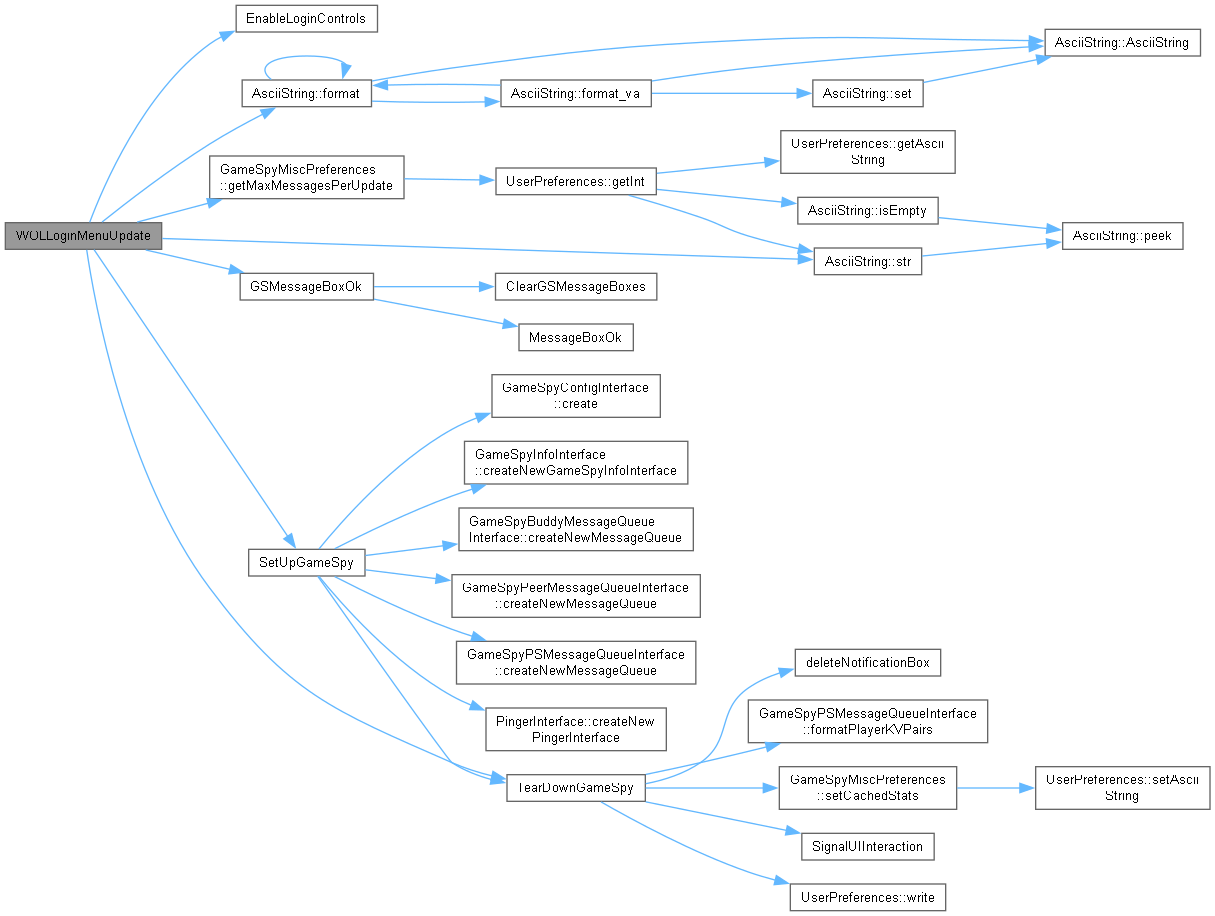 EnableLoginControls
AsciiString::AsciiString
AsciiString::format
AsciiString::format_va
AsciiString::set
UserPreferences::getAscii
String
GameSpyMiscPreferences
::getMaxMessagesPerUpdate
UserPreferences::getInt
AsciiString::isEmpty
WOLLoginMenuUpdate
AsciiString::peek
AsciiString::str
GSMessageBoxOk
ClearGSMessageBoxes
MessageBoxOk
GameSpyConfigInterface
::create
GameSpyInfoInterface
::createNewGameSpyInfoInterface
GameSpyBuddyMessageQueue
Interface::createNewMessageQueue
SetUpGameSpy
GameSpyPeerMessageQueueInterface
::createNewMessageQueue
GameSpyPSMessageQueueInterface
::createNewMessageQueue
deleteNotificationBox
PingerInterface::createNew
PingerInterface
GameSpyPSMessageQueueInterface
::formatPlayerKVPairs
TearDownGameSpy
GameSpyMiscPreferences
::setCachedStats
UserPreferences::setAscii
String
SignalUIInteraction
UserPreferences::write